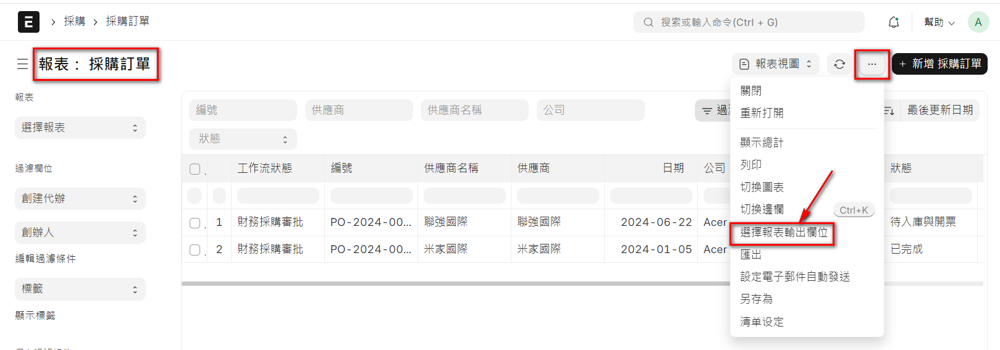 E > 採購 > 採購訂單
搜索或輸入命令(Ctrl + G)
幫助
A
報表： 採購訂單
報表視圖
...
+ 新增 採購訂單
報表
選擇報表
過濾欄位
創建代辦
創辦人
編輯過濾條件
標籤
顯示標籤
編號 供應商 供應商名稱 公司
過
最後更新日期
狀態
工作流狀態 編號 供應商名稱 供應商 日期 公司 狀態
1 財務採購審批 PO-2024-00... 聯強國際 聯強國際 2024-06-22 Acer 待入庫與開票
2 財務採購審批 PO-2024-00... 米家國際 米家國際 2024-01-05 Acer 已完成
關閉
重新打開
顯示總計
列印
切換圖表
切換邊欄 Ctrl+K
選擇報表輸出欄位
匯出
設定電子郵件自動發送
另存為
清单设定